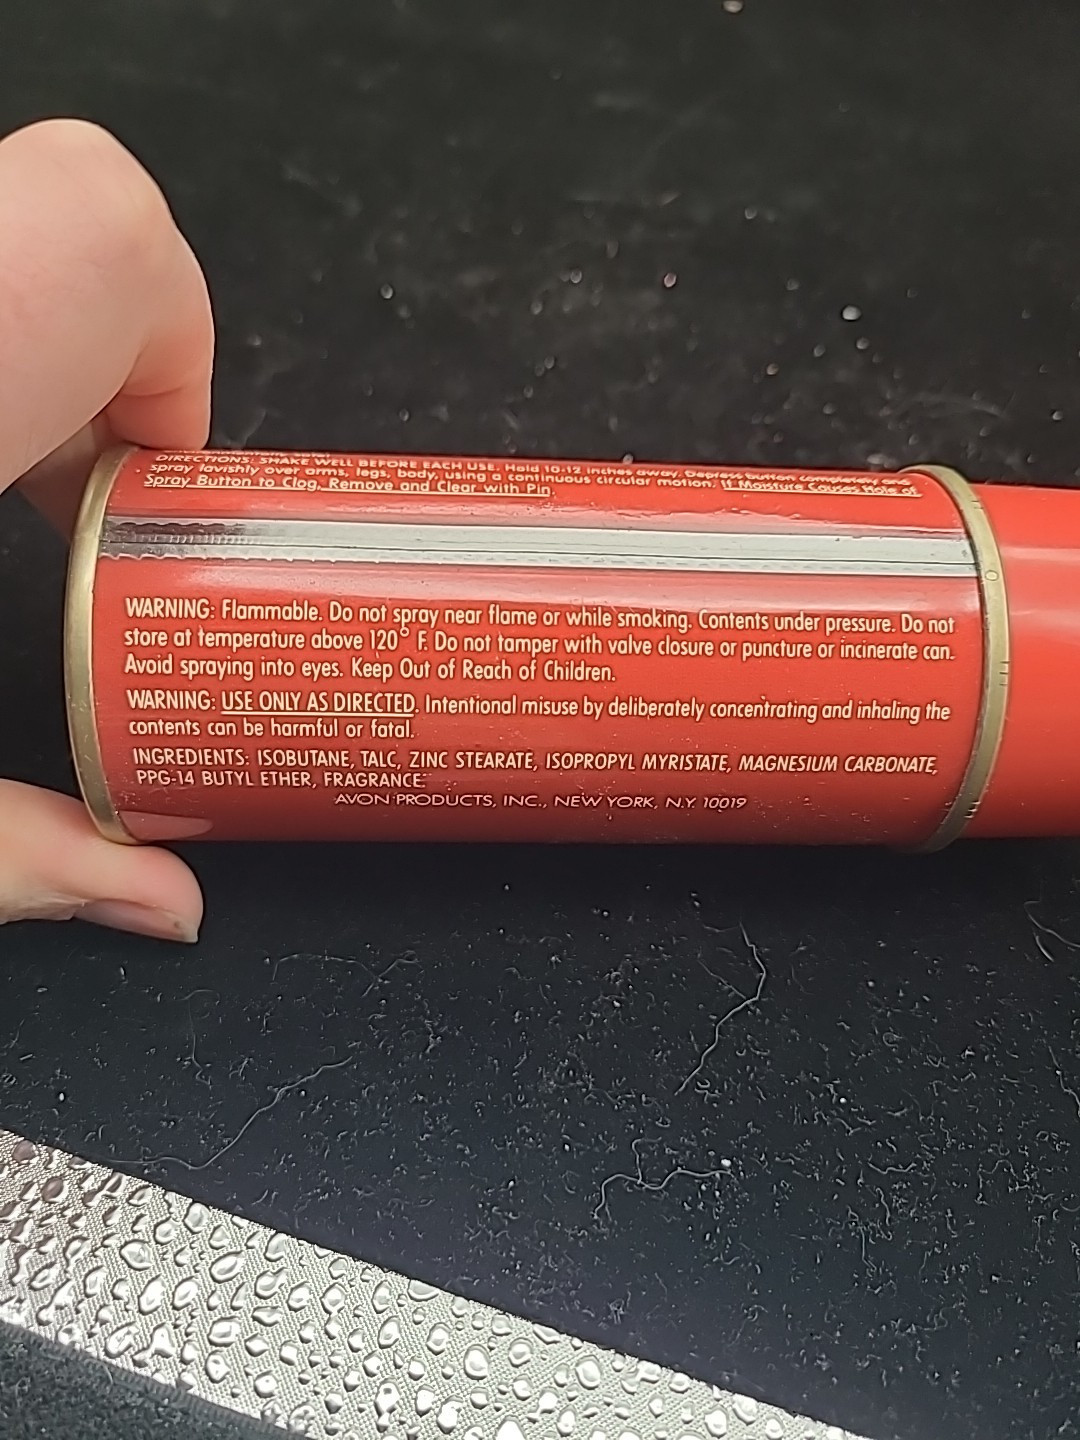 DIRECTIONS: SHAKE WELL BEFORE EACH USE. Hold 10-12 inches away. Depress button completely and
spray lavishly over arms, legs, body, using a continuous circular motion. If Moisture Causes Hole of
Spray Button to Clog, Remove and Clear with Pin.
WARNING: Flammable. Do not spray near flame or while smoking. Contents under pressure. Do not
store at temperature above 120° F. Do not tamper with valve closure or puncture or incinerate can.
Avoid spraying into eyes. Keep Out of Reach of Children.
WARNING: USE ONLY AS DIRECTED. Intentional misuse by deliberately concentrating and inhaling the
contents can be harmful or fatal.
INGREDIENTS: ISOBUTANE, TALC, ZINC STEARATE, ISOPROPYL MYRISTATE, MAGNESIUM CARBONATE,
PPG-14 BUTYL ETHER, FRAGRANCE
AVON PRODUCTS, INC., NEW YORK, N.Y. 10019